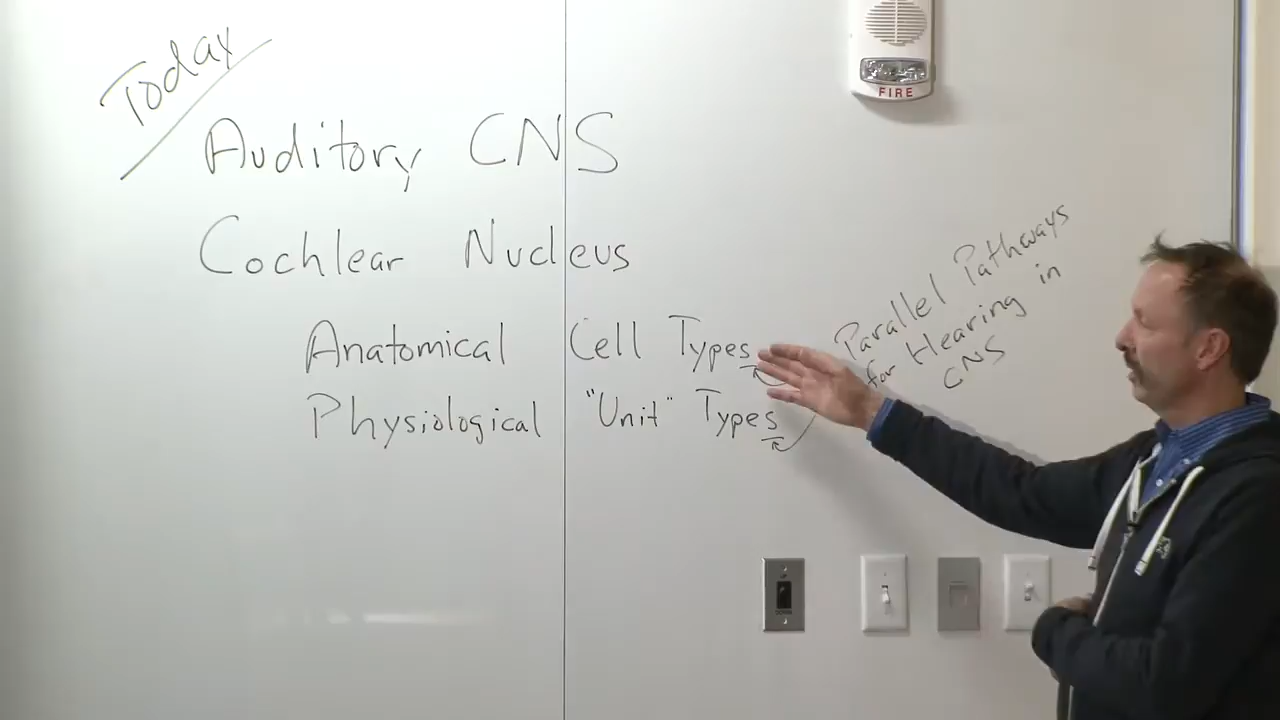 Today
Auditory CNS
Cochlear Nucleus
Anatomical Cell Types
Physiological "Unit" Types
Parallel Pathways
for Hearing in
CNS
FIRE